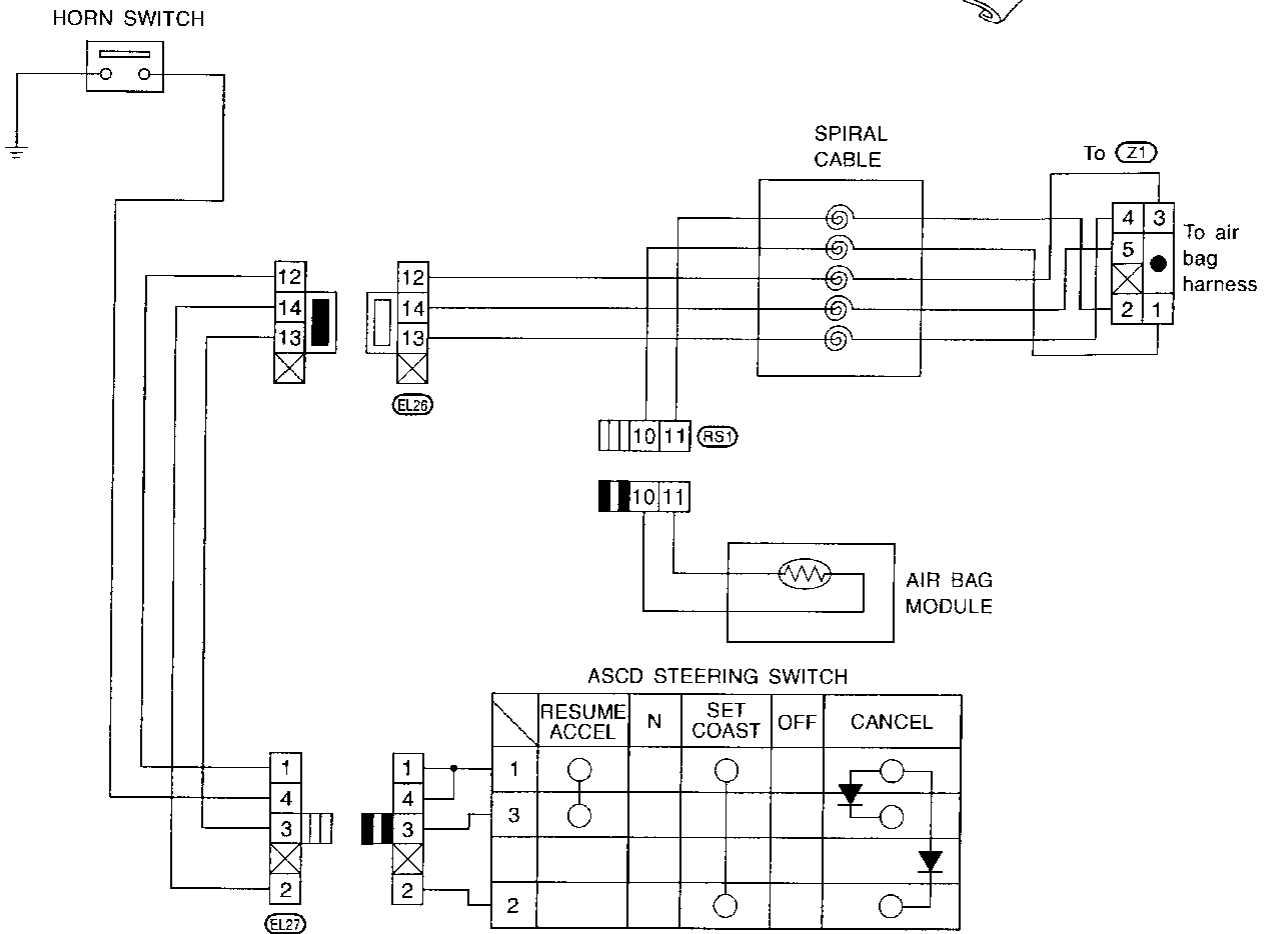 HORN SWITCH
SPIRAL
CABLE
To Z1
4 3
5
2 1
To air
bag
harness
12
14
13
12
14
13
EL26
10 11 RS1
10 11
AIR BAG
MODULE
ASCD STEERING SWITCH
RESUME
ACCEL
N
SET
COAST
OFF
CANCEL
1
4
3
2
EL27
1
4
3
2
1
3
2